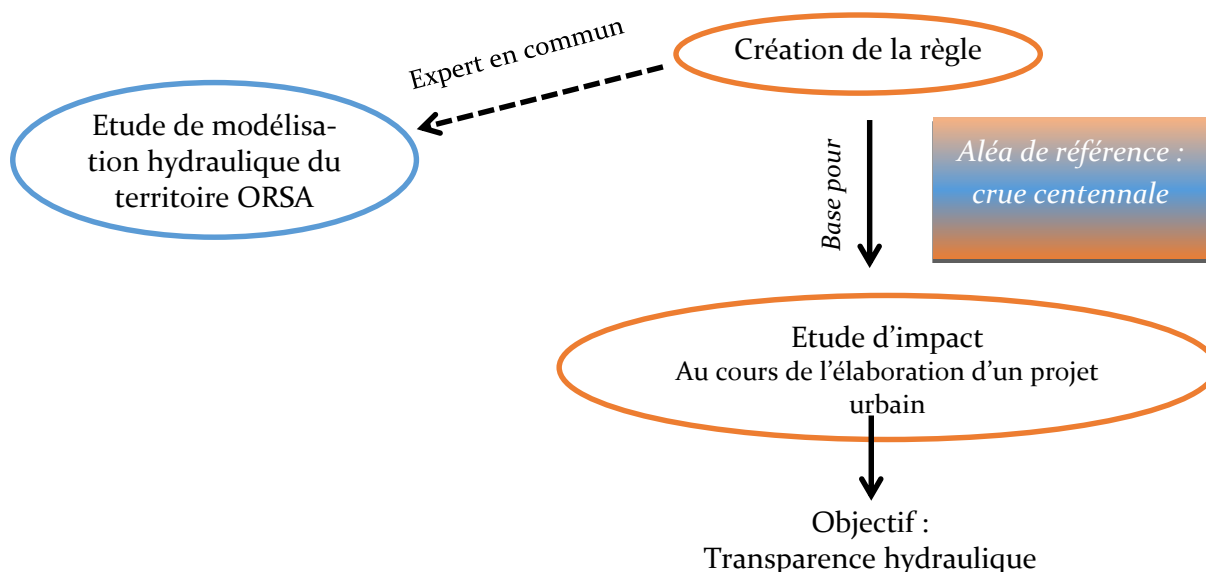 Expert en commun
Création de la règle
Etude de modélisa-
tion hydraulique du
territoire ORSA
Base pour
Aléa de référence :
crue centennale
Etude d’impact
Au cours de l’élaboration d’un projet
urbain
Objectif :
Transparence hydraulique